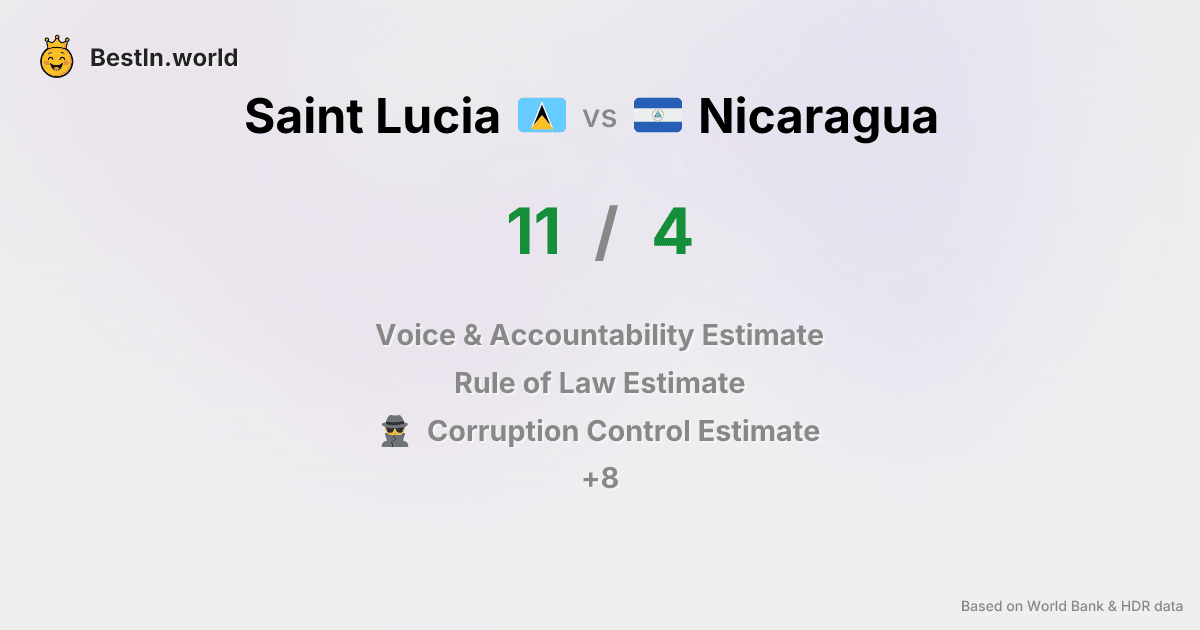 BestIn.world
Saint Lucia vs Nicaragua
11 / 4
Voice & Accountability Estimate
Rule of Law Estimate
Corruption Control Estimate
+8
Based on World Bank & HDR data